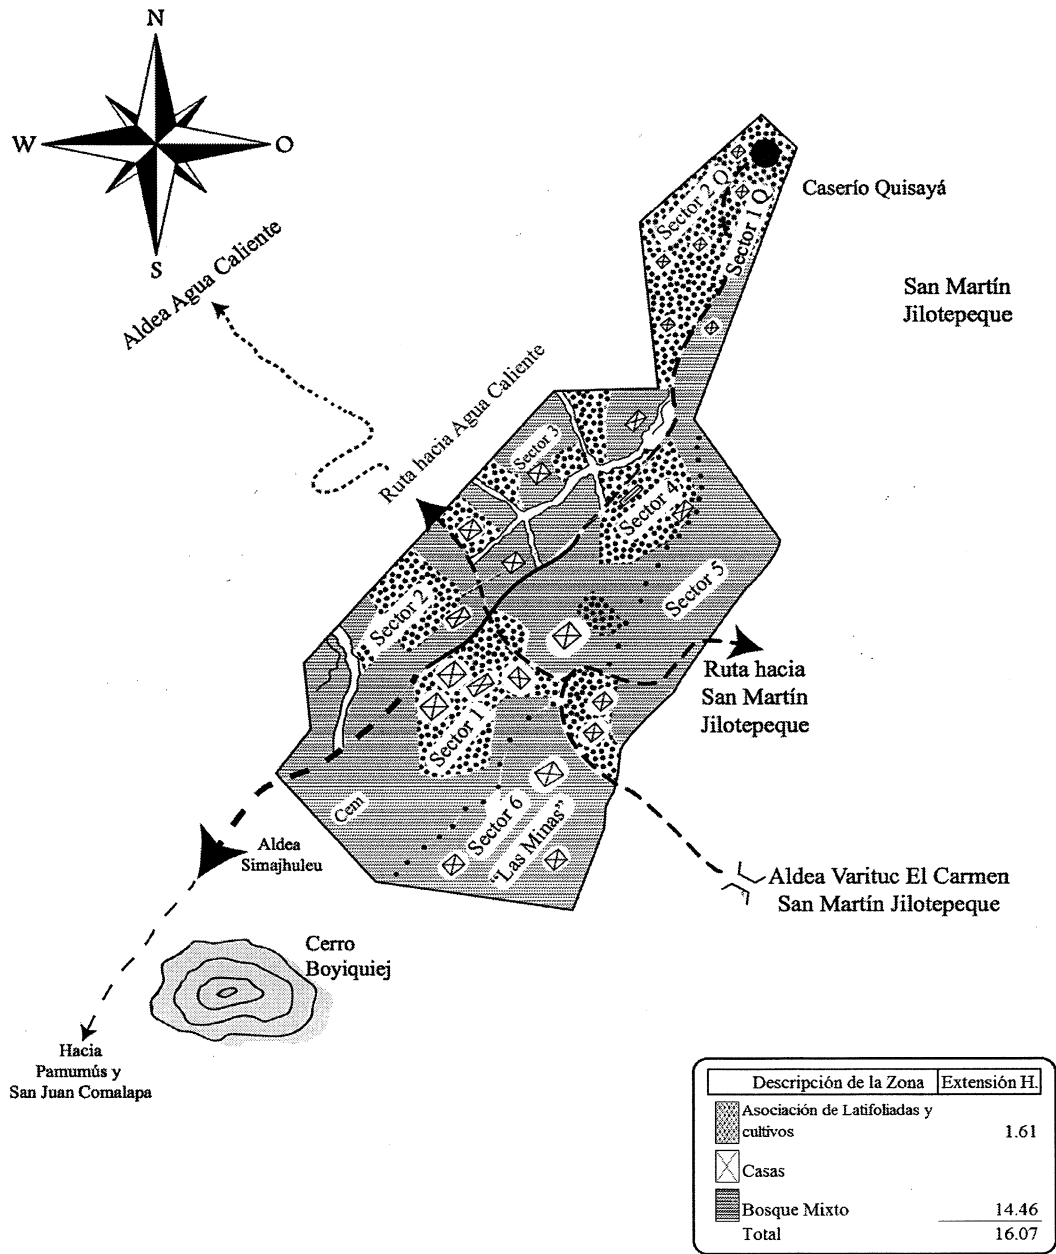 N
W
O
S
Aldea Agua Caliente
Ruta hacia Agua Caliente
Caserío Quisayá
San Martín
Jilotepeque
Sector 2 Q
Sector 1 Q
Sector 3
Sector 4
Sector 5
Sector 2
Sector 1
Ruta hacia
San Martín
Jilotepeque
Cem
Sector 6
"Las Minas"
Aldea
Simajhuleu
Aldea Varituc El Carmen
San Martín Jilotepeque
Cerro
Boyiquiej
Hacia
Pamumús y
San Juan Comalapa
Descripción de la Zona Extensión H.
Asociación de Latifoliadas y
cultivos 1.61
Casas
Bosque Mixto 14.46
Total 16.07